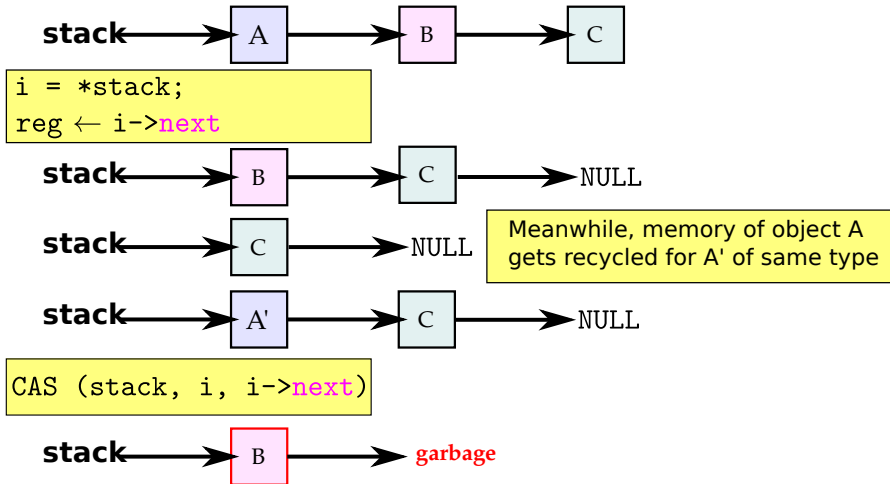 stack A B C
i = *stack;
reg ← i->next
stack B C NULL
stack C NULL
Meanwhile, memory of object A
gets recycled for A' of same type
stack A' C NULL
CAS (stack, i, i->next)
stack B garbage